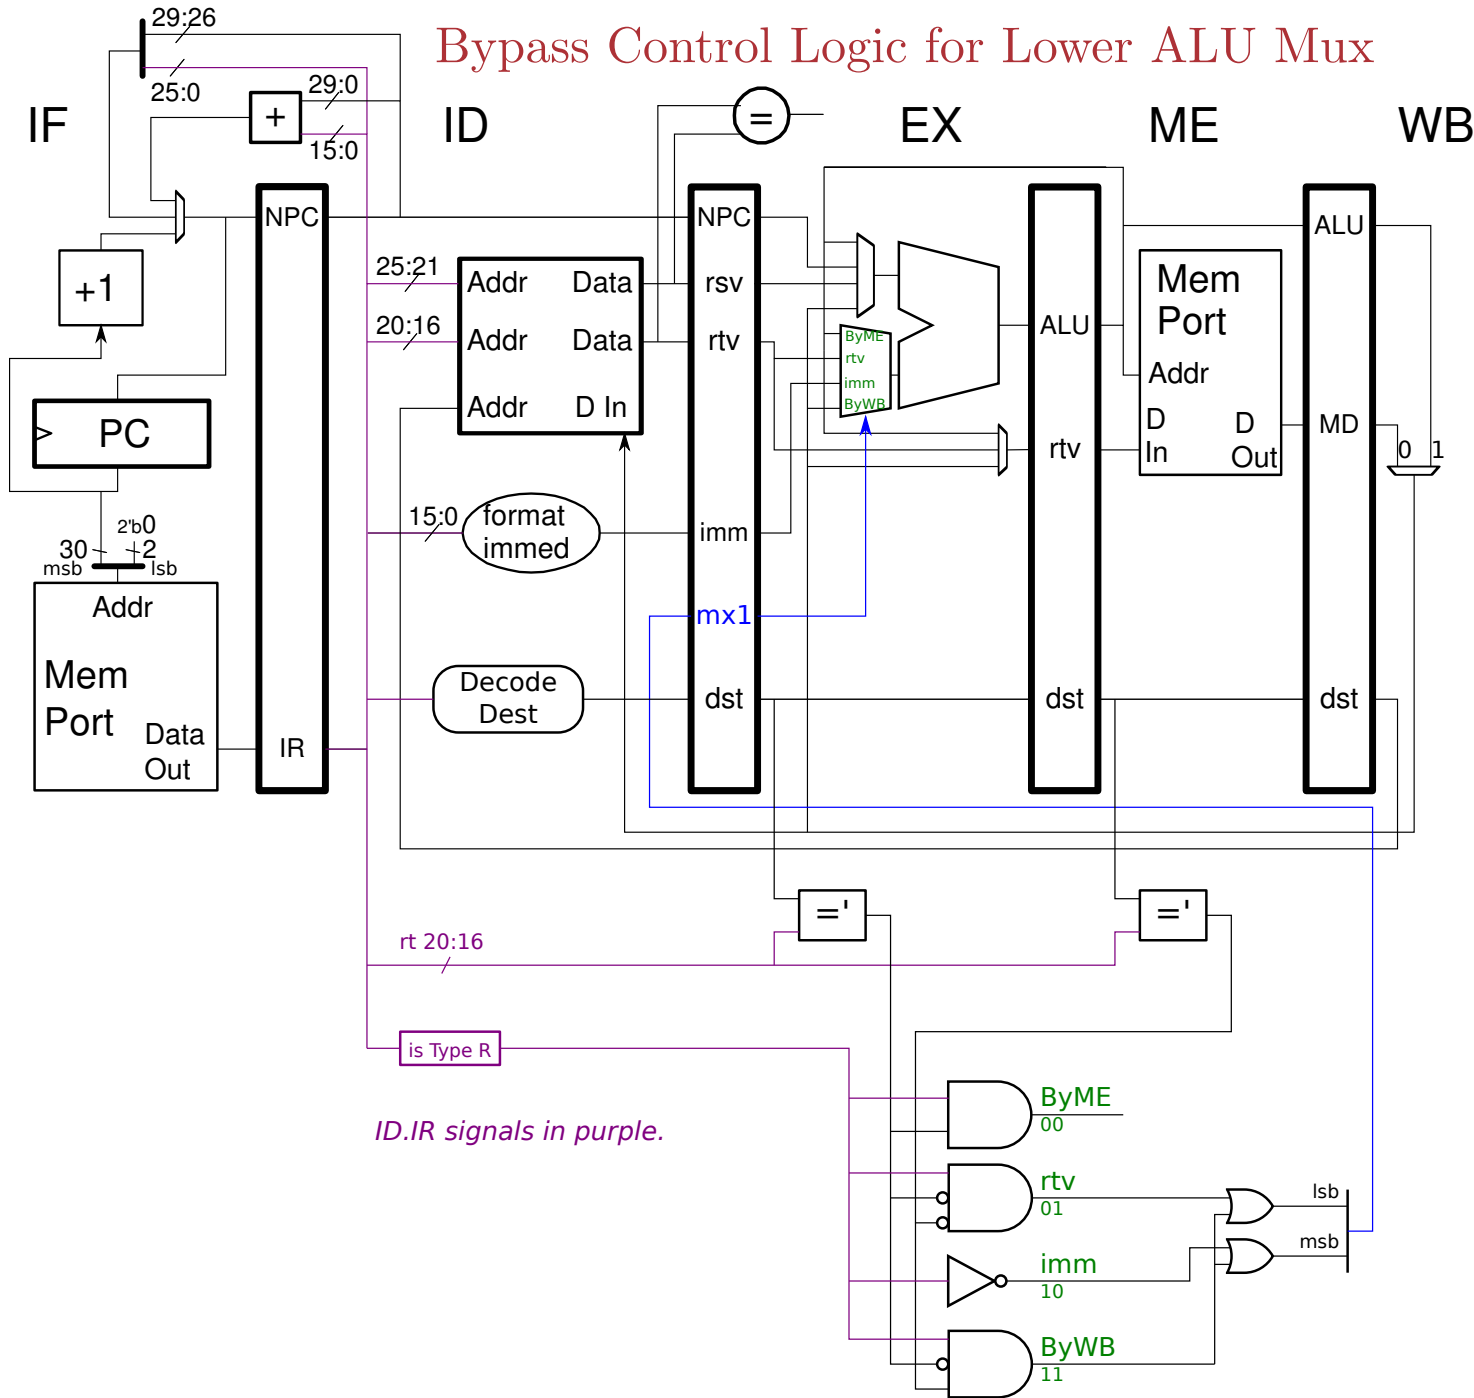 Bypass Control Logic for Lower ALU Mux
29:26
25:0
29:0
15:0
IF
ID
EX
ME
WB
+
=
NPC
IR
+1
PC
2'b0
30
2
msb
lsb
Addr
Mem
Port
Data
Out
25:21
20:16
Addr
Data
Addr
Data
Addr
D In
15:0
format
immed
Decode
Dest
NPC
rsv
rtv
imm
mx1
dst
ByME
rtv
imm
ByWB
ALU
rtv
dst
Mem
Port
Addr
D
In
D
Out
ALU
MD
dst
0
1
='
='
rt 20:16
is Type R
ID.IR signals in purple.
ByME
00
rtv
01
imm
10
ByWB
11
lsb
msb